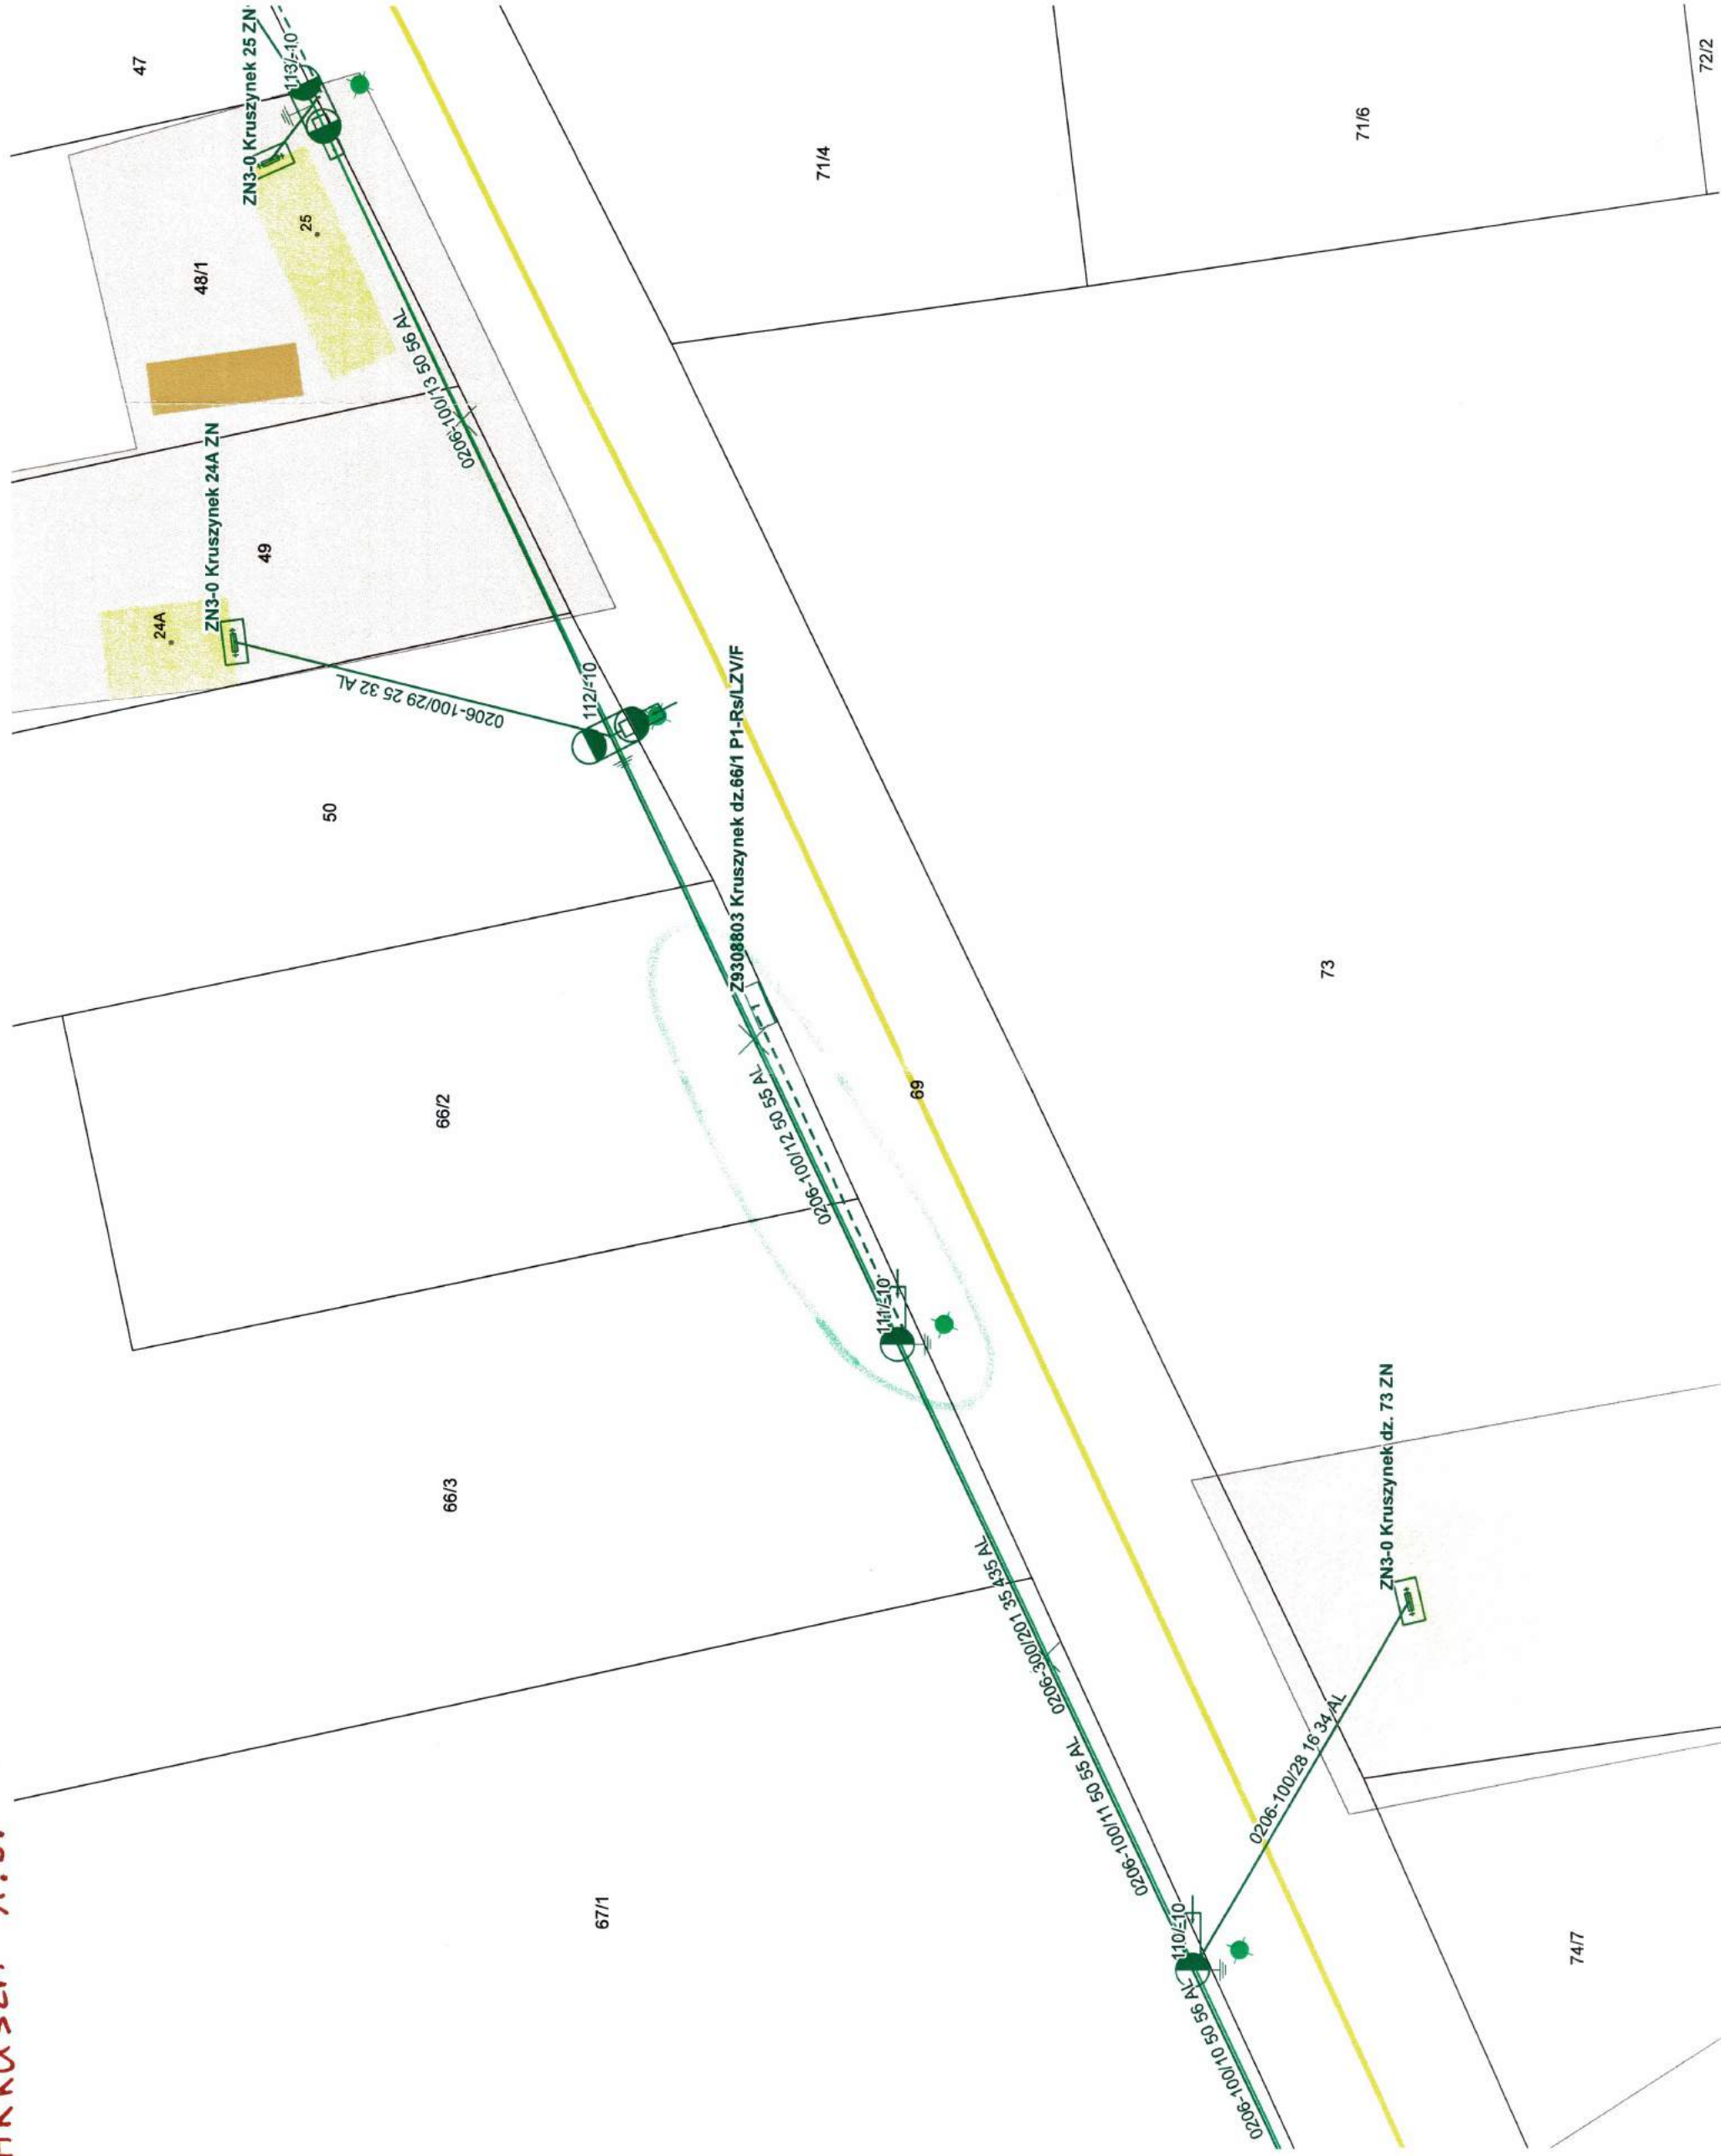 47
ZN3-0 Kruszynek 25 ZN
113/-10
48/1
25
71/4
71/6
72/2
0206-100/13 50 56 AL
ZN3-0 Kruszynek 24A ZN
49
24A
0206-100/29 25 32 AL
112/-10
50
Z9308803 Kruszynek dz.66/1 P1-Rs/LZV/F
73
66/2
69
0206-100/12 50 55 AL
111/-10
66/3
ZN3-0 Kruszynek dz. 73 ZN
0206-300/201 35 435 AL
0206-100/11 50 55 AL
0206-100/28 16 34 AL
67/1
110/-10
74/7
0206-100/10 50 56 AL